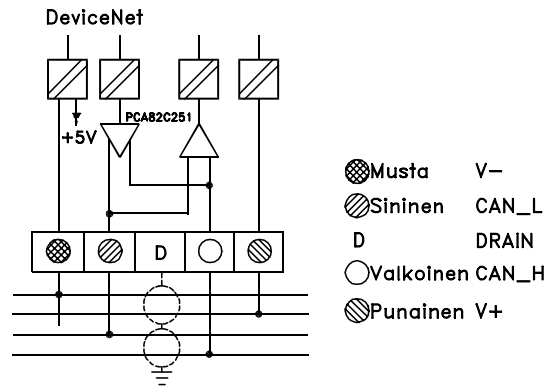 DeviceNet
PCA82C251
+5V
D
Musta V-
Sininen CAN_L
D DRAIN
Valkoinen CAN_H
Punainen V+